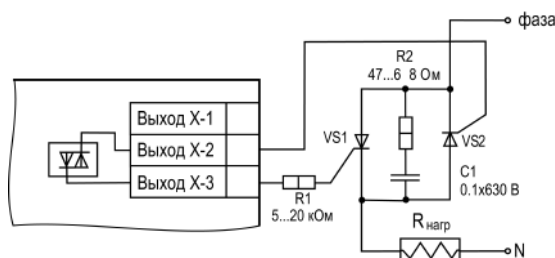 фаза
R2
47...6 8 Ом
Выход X-1
Выход X-2
Выход X-3
VS1
VS2
C1
0.1x630 В
R1
5...20 кОм
Rнагр
N